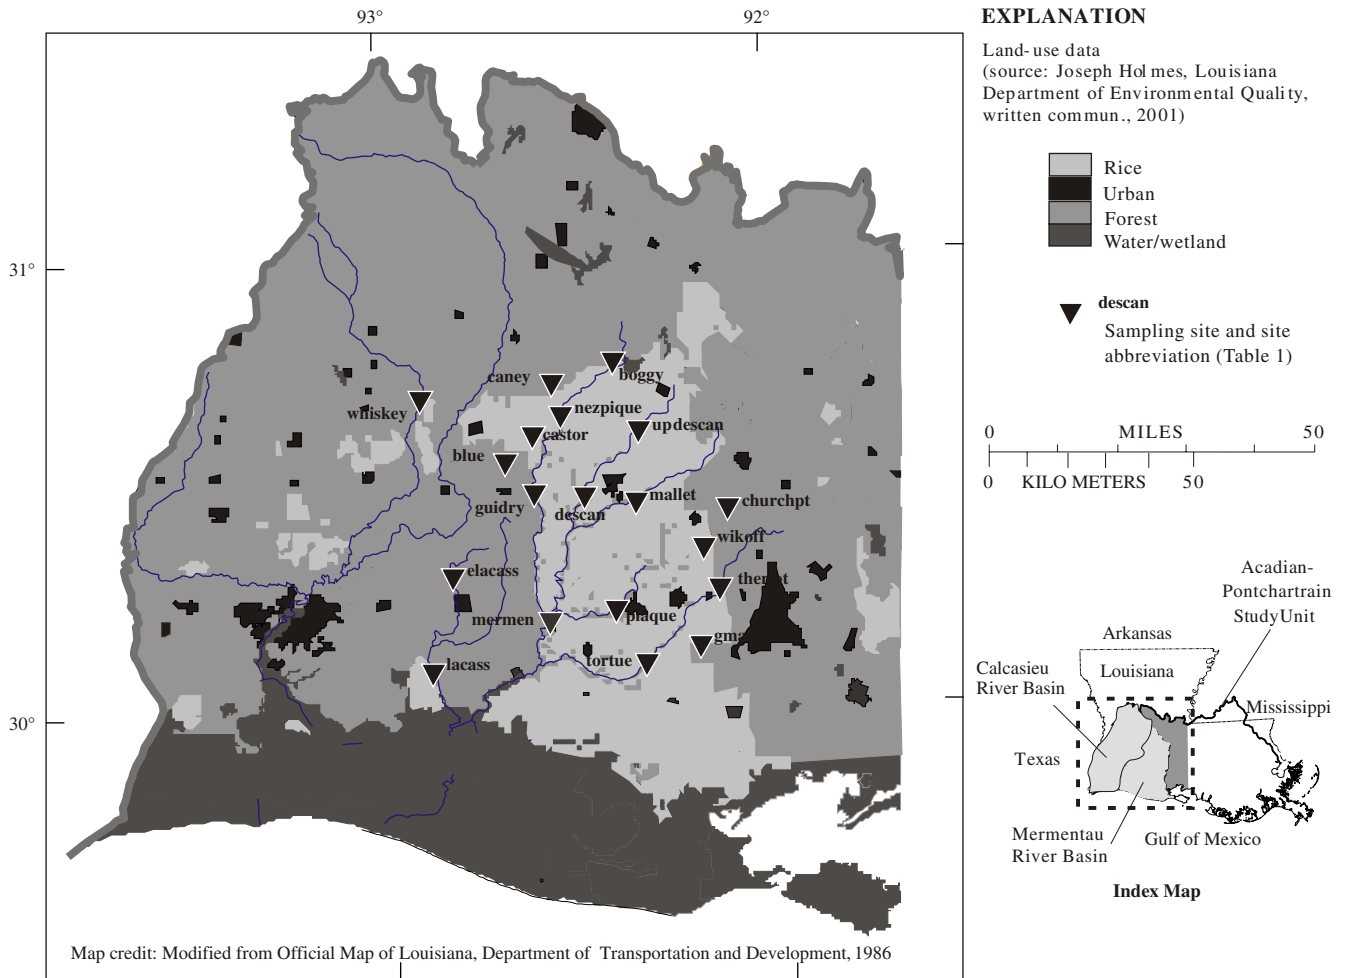 93°
92°
31°
30°
caney
boggy
whiskey
nezpique
updescan
castor
blue
guidry
descan
mallet
churchpt
wikoff
elacass
mermen
plaque
gma
tortue
lacass
Map credit: Modified from Official Map of Louisiana, Department of Transportation and Development, 1986
EXPLANATION
Land-use data
(source: Joseph Holmes, Louisiana
Department of Environmental Quality,
written commun., 2001)
Rice
Urban
Forest
Water/wetland
descan
Sampling site and site
abbreviation (Table 1)
0 MILES 50
0 KILOMETERS 50
Acadian-
Pontchartrain
Study Unit
Arkansas
Louisiana
Calcasieu
River Basin
Mississippi
Texas
Mermentau
River Basin
Gulf of Mexico
Index Map